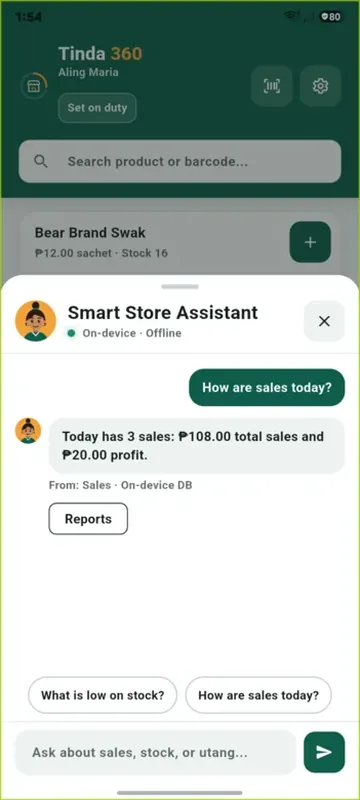 1:54
80
Tinda 360
Aling Maria
Set on duty
Search product or barcode...
Bear Brand Swak
₱12.00 sachet · Stock 16
Smart Store Assistant
On-device · Offline
How are sales today?
Today has 3 sales: ₱108.00 total sales and
₱20.00 profit.
From: Sales · On-device DB
Reports
What is low on stock?
How are sales today?
Ask about sales, stock, or utang...